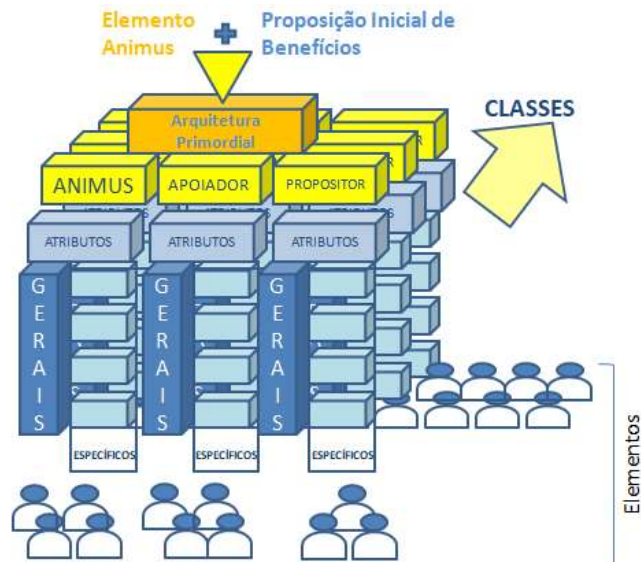 Elemento
Animus
Proposição Inicial de
Benefícios
CLASSES
Arquitetura
Primordial
ANIMUS
APOIADOR
PROPOSITOR
ATRIBUTOS
ATRIBUTOS
ATRIBUTOS
GERAIS
GERAIS
GERAIS
ESPECÍFICOS
ESPECÍFICOS
ESPECÍFICOS
Elementos